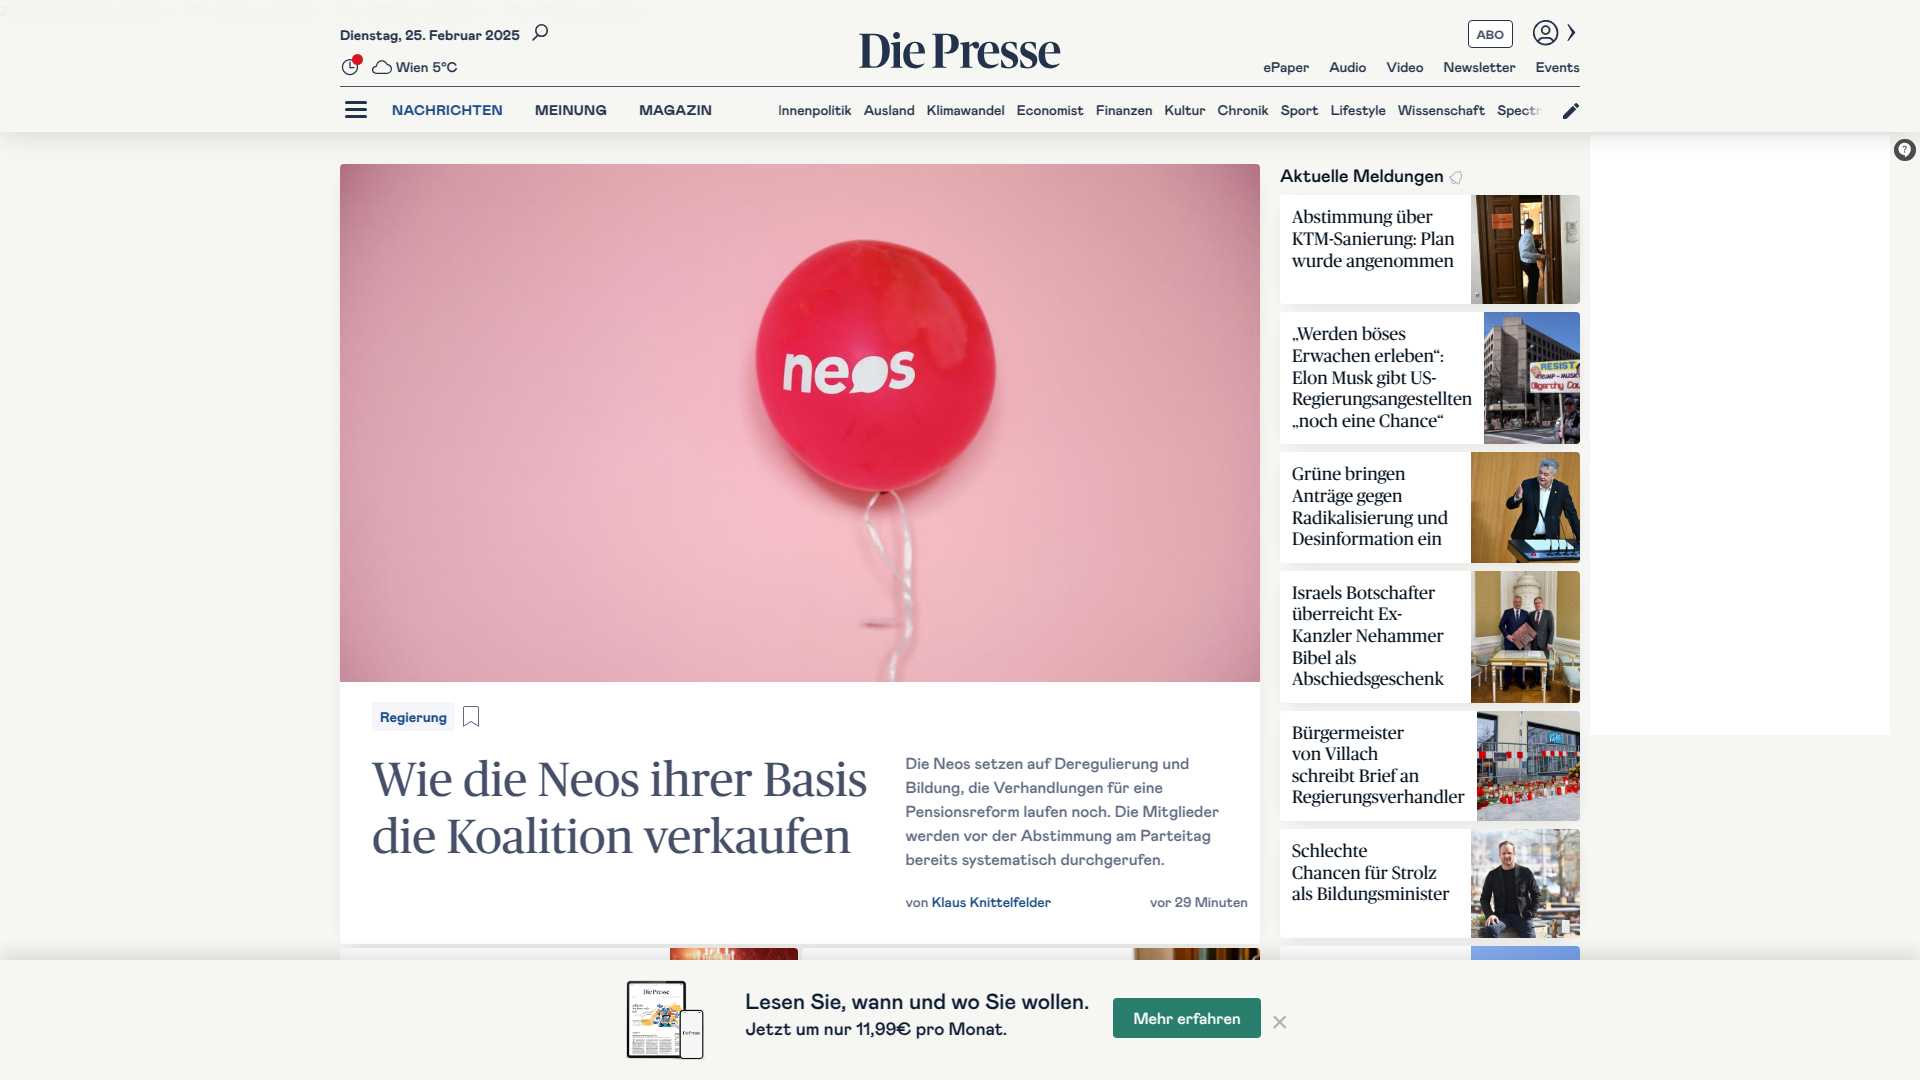 Dienstag, 25. Februar 2025
Wien 5°C
Die Presse
ABO
ePaper Audio Video Newsletter Events
NACHRICHTEN MEINUNG MAGAZIN
Innenpolitik Ausland Klimawandel Economist Finanzen Kultur Chronik Sport Lifestyle Wissenschaft Spectr
neos
Regierung
Wie die Neos ihrer Basis
die Koalition verkaufen
Die Neos setzen auf Deregulierung und
Bildung, die Verhandlungen für eine
Pensionsreform laufen noch. Die Mitglieder
werden vor der Abstimmung am Parteitag
bereits systematisch durchgerufen.
von Klaus Knittelfelder
vor 29 Minuten
Aktuelle Meldungen
Abstimmung über
KTM-Sanierung: Plan
wurde angenommen
„Werden böses
Erwachen erleben“:
Elon Musk gibt US-
Regierungsangestellten
„noch eine Chance“
RESIST
Oligarchy
Grüne bringen
Anträge gegen
Radikalisierung und
Desinformation ein
Israels Botschafter
überreicht Ex-
Kanzler Nehammer
Bibel als
Abschiedsgeschenk
Bürgermeister
von Villach
schreibt Brief an
Regierungsverhandler
Schlechte
Chancen für Strolz
als Bildungsminister
Die Presse
Die Presse
Lesen Sie, wann und wo Sie wollen.
Jetzt um nur 11,99€ pro Monat.
Mehr erfahren